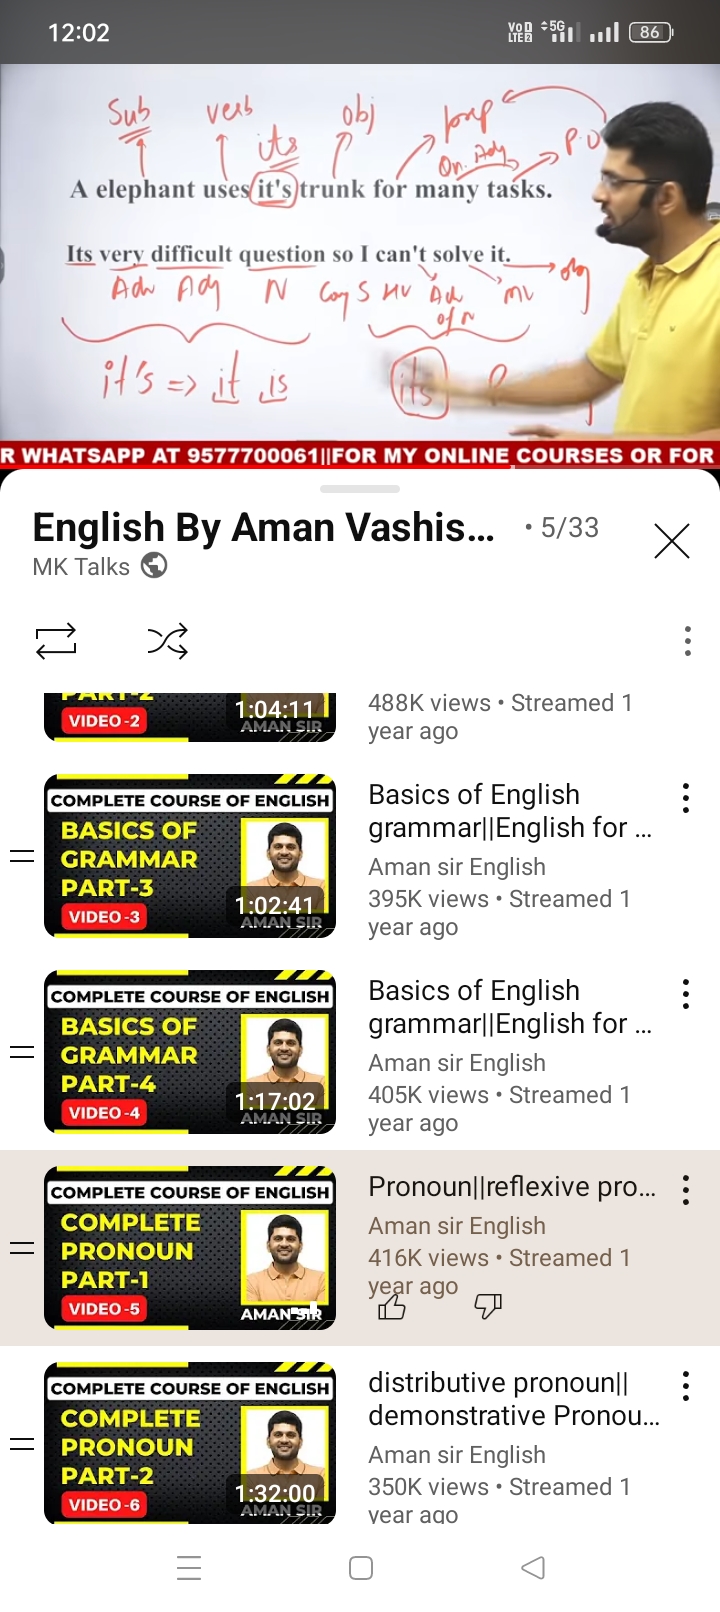 12:02
Vo LTE2 5G 86
Sub verb its obj prep
On. Adj P.O
A elephant uses it's trunk for many tasks.
Its very difficult question so I can't solve it.
Adv Adj N Conj S HV Adv MV obj
of N
it's => it is its
R WHATSAPP AT 9577700061||FOR MY ONLINE COURSES OR FOR
English By Aman Vashis... • 5/33
MK Talks
PART-2
VIDEO-2
1:04:11
AMAN SIR
488K views • Streamed 1
year ago
COMPLETE COURSE OF ENGLISH
BASICS OF
GRAMMAR
PART-3
VIDEO-3
1:02:41
AMAN SIR
Basics of English
grammar||English for ...
Aman sir English
395K views • Streamed 1
year ago
COMPLETE COURSE OF ENGLISH
BASICS OF
GRAMMAR
PART-4
VIDEO-4
1:17:02
AMAN SIR
Basics of English
grammar||English for ...
Aman sir English
405K views • Streamed 1
year ago
COMPLETE COURSE OF ENGLISH
COMPLETE
PRONOUN
PART-1
VIDEO-5
AMAN SIR
Pronoun||reflexive pro...
Aman sir English
416K views • Streamed 1
year ago
COMPLETE COURSE OF ENGLISH
COMPLETE
PRONOUN
PART-2
VIDEO-6
1:32:00
AMAN SIR
distributive pronoun||
demonstrative Pronou...
Aman sir English
350K views • Streamed 1
year ago